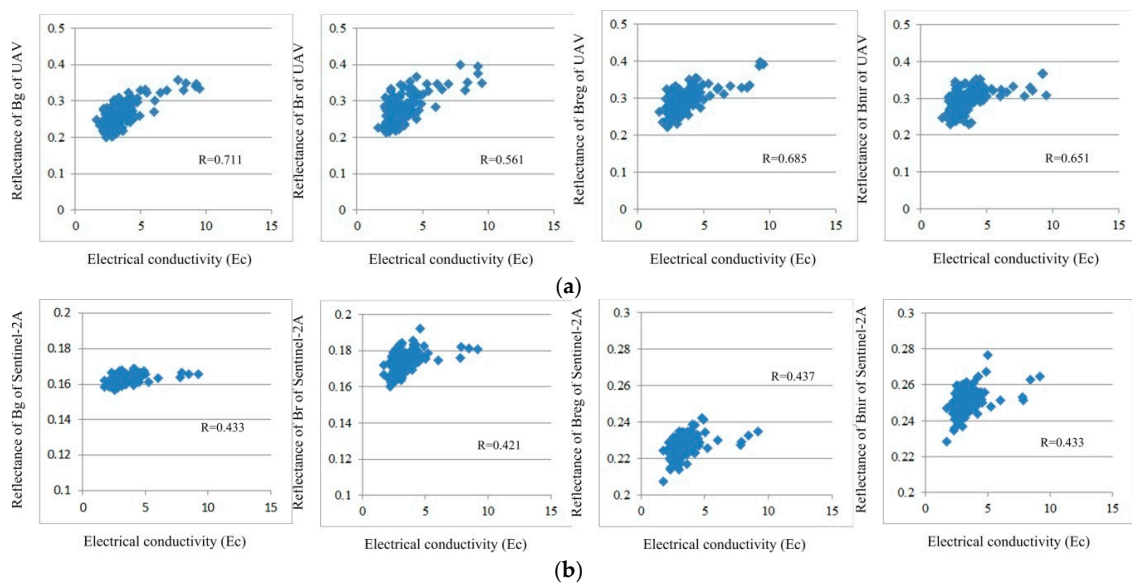 Reflectance of Bg of UAV
0.5
0.4
0.3
0.2
0.1
0
0 5 10 15
R=0.711
Electrical conductivity (Ec)
Reflectance of Br of UAV
0.5
0.4
0.3
0.2
0.1
0
0 5 10 15
R=0.561
Electrical conductivity (Ec)
Reflectance of Breg of UAV
0.5
0.4
0.3
0.2
0.1
0
0 5 10 15
R=0.685
Electrical conductivity (Ec)
Reflectance of Bnir of UAV
0.5
0.4
0.3
0.2
0.1
0
0 5 10 15
R=0.651
Electrical conductivity (Ec)
(a)
Reflectance of Bg of Sentinel-2A
0.2
0.18
0.16
0.14
0.12
0.1
0 5 10 15
R=0.433
Electrical conductivity (Ec)
Reflectance of Br of Sentinel-2A
0.2
0.18
0.16
0.14
0.12
0.1
0 5 10 15
R=0.421
Electrical conductivity (Ec)
Reflectance of Breg of Sentinel-2A
0.3
0.28
0.26
0.24
0.22
0.2
0 5 10 15
R=0.437
Electrical conductivity (Ec)
Reflectance of Bnir of Sentinel-2A
0.3
0.28
0.26
0.24
0.22
0.2
0 5 10 15
R=0.433
Electrical conductivity (Ec)
(b)